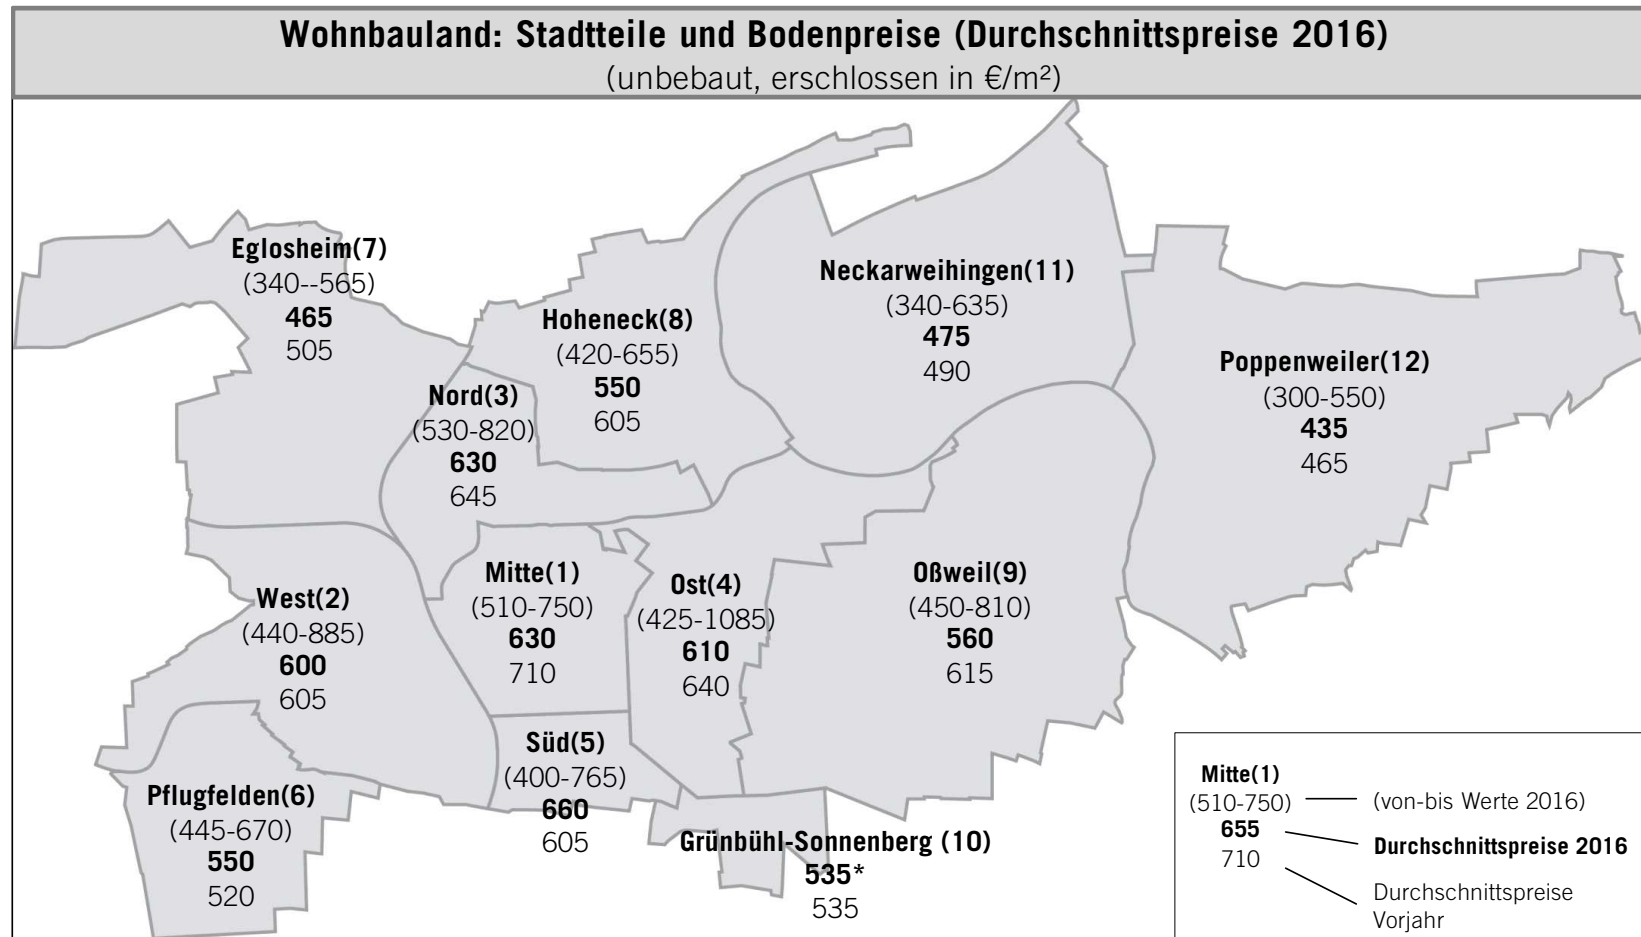 Wohnbauland: Stadtteile und Bodenpreise (Durchschnittspreise 2016)
(unbebaut, erschlossen in €/m²)
Eglosheim(7)
(340--565)
465
505
Hoheneck(8)
(420-655)
550
605
Neckarweihingen(11)
(340-635)
475
490
Poppenweiler(12)
(300-550)
435
465
Nord(3)
(530-820)
630
645
West(2)
(440-885)
600
605
Mitte(1)
(510-750)
630
710
Ost(4)
(425-1085)
610
640
Oßweil(9)
(450-810)
560
615
Süd(5)
(400-765)
660
605
Pflugfelden(6)
(445-670)
550
520
Grünbühl-Sonnenberg (10)
535*
535
Mitte(1)
(510-750)
655
710
(von-bis Werte 2016)
Durchschnittspreise 2016
Durchschnittspreise
Vorjahr